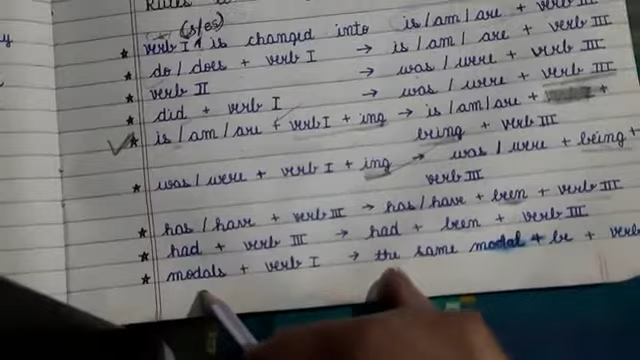 Rules
(s/es)
* verb I is changed into is/am/are + verb III
* do/does + verb I → is/am/are + verb III
* verb II → was/were + verb III
* did + verb I → was/were + verb III
* is/am/are + verb I + ing → is/am/are + +
being + verb III
* was/were + verb I + ing → was/were + being +
verb III
* has/have + verb III → has/have + been + verb III
* had + verb III → had + been + verb III
* modals + verb I → the same modal + be + verb